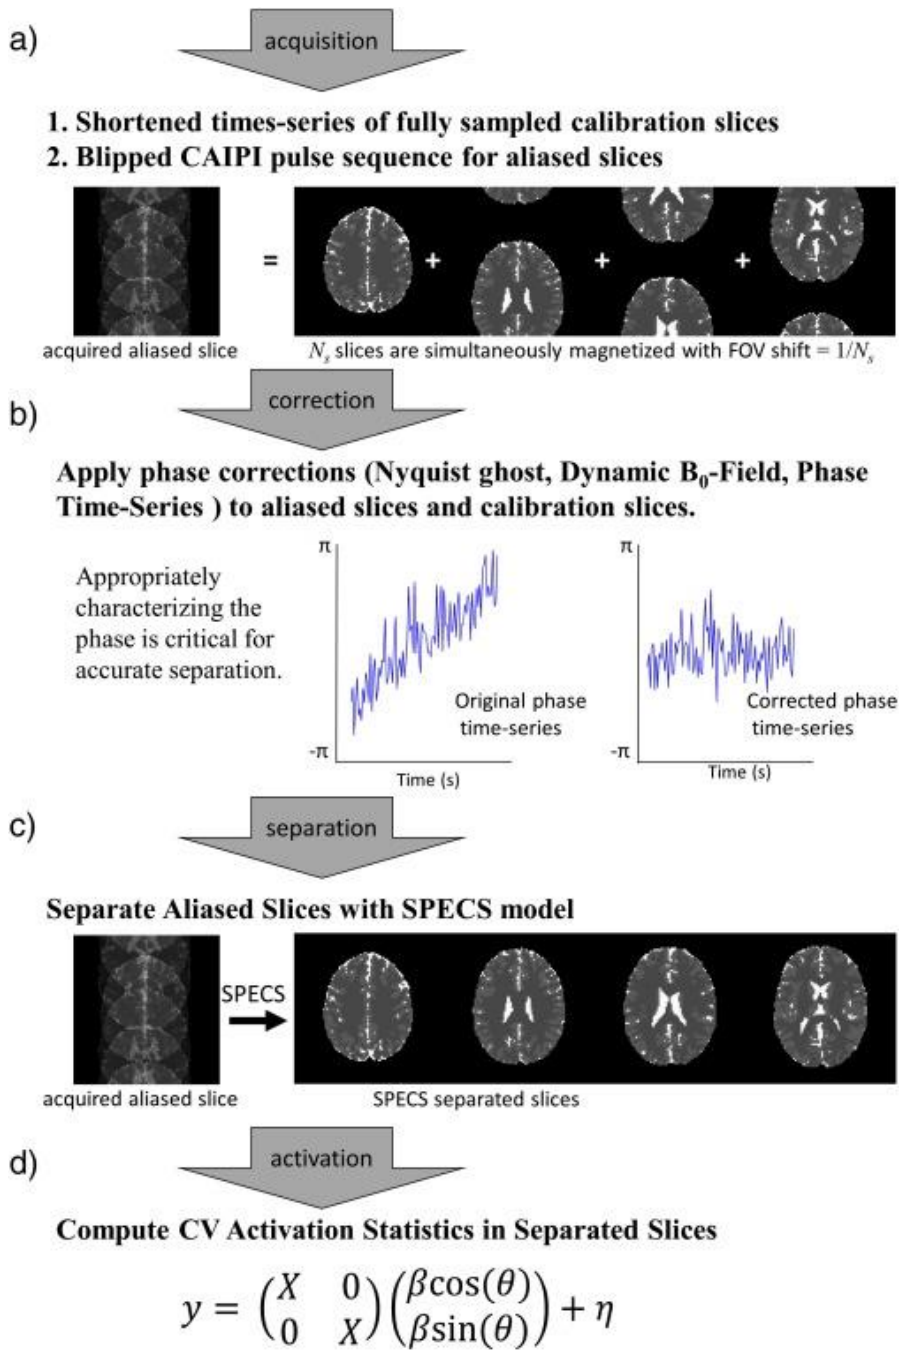 a)
acquisition
1. Shortened times-series of fully sampled calibration slices
2. Blipped CAIPI pulse sequence for aliased slices
= + + +
acquired aliased slice
Nₛ slices are simultaneously magnetized with FOV shift = 1/Nₛ
b)
correction
Apply phase corrections (Nyquist ghost, Dynamic B₀-Field, Phase
Time-Series ) to aliased slices and calibration slices.
Appropriately
characterizing the
phase is critical for
accurate separation.
π
-π
Original phase
time-series
Time (s)
π
-π
Corrected phase
time-series
Time (s)
c)
separation
Separate Aliased Slices with SPECS model
SPECS
acquired aliased slice
SPECS separated slices
d)
activation
Compute CV Activation Statistics in Separated Slices
y = (X 0
0 X)(βcos(θ)
βsin(θ)) + η